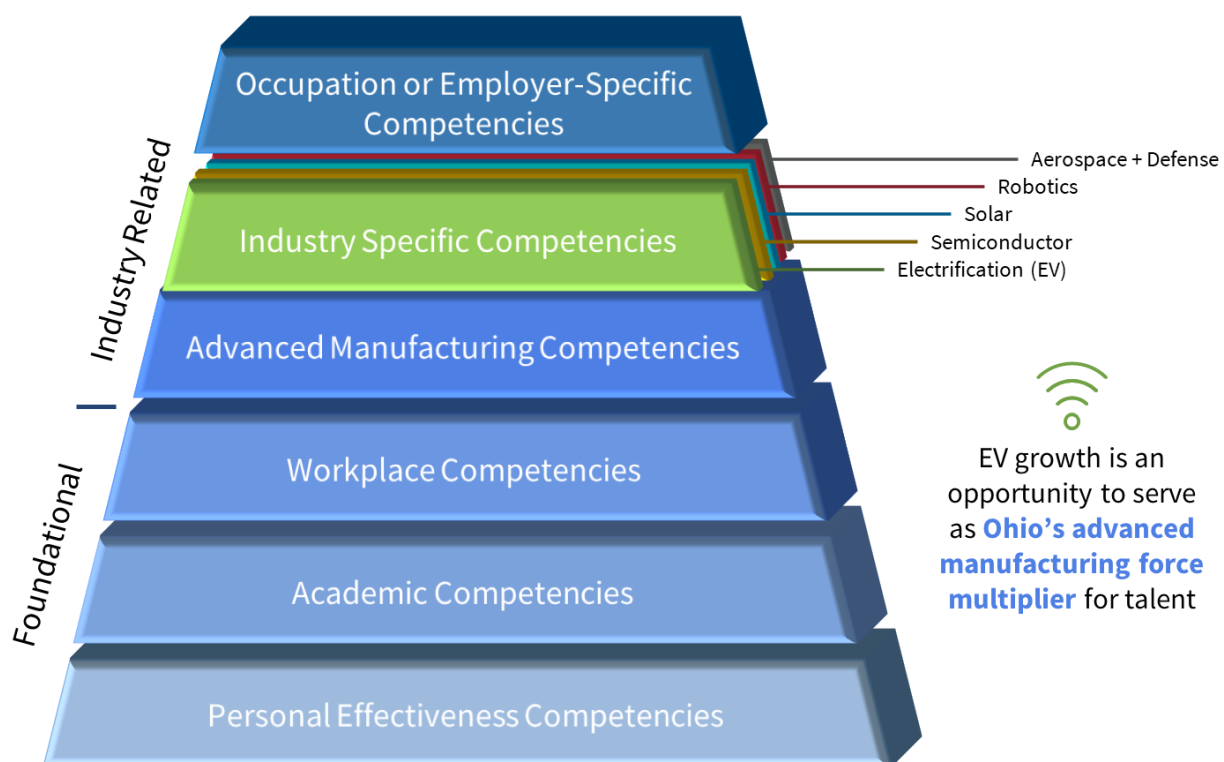 Occupation or Employer-Specific
Competencies
Industry Related
Aerospace + Defense
Robotics
Solar
Semiconductor
Electrification (EV)
Industry Specific Competencies
Advanced Manufacturing Competencies
Foundational
Workplace Competencies
Academic Competencies
Personal Effectiveness Competencies
EV growth is an
opportunity to serve
as Ohio’s advanced
manufacturing force
multiplier for talent